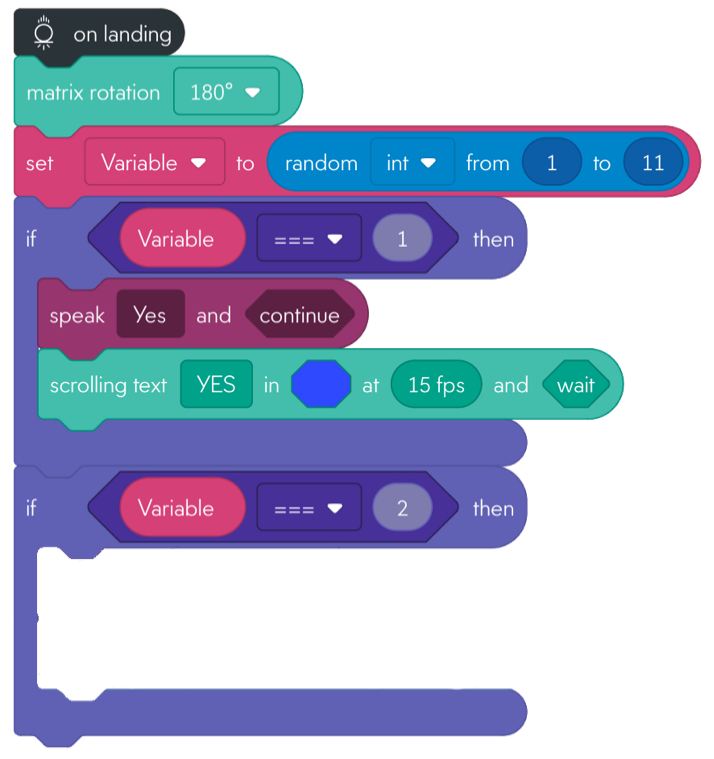 on landing
matrix rotation 180°
set Variable to random int from 1 to 11
if Variable === 1 then
speak Yes and continue
scrolling text YES in at 15 fps and wait
if Variable === 2 then